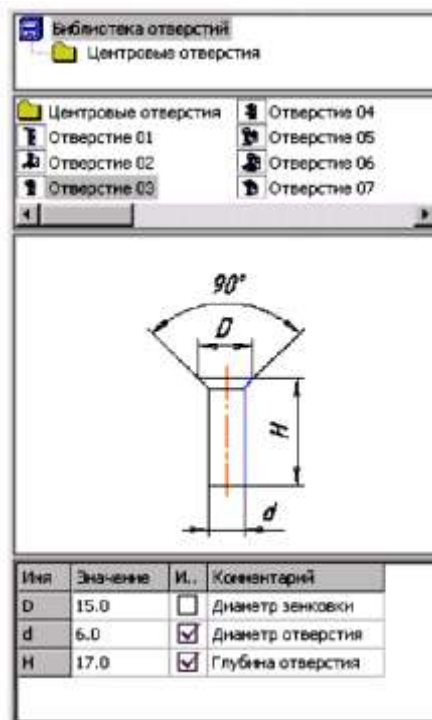 Библиотека отверстий
Центровые отверстия
Центровые отверстия Отверстие 04
Отверстие 01 Отверстие 05
Отверстие 02 Отверстие 06
Отверстие 03 Отверстие 07
90°
D
H
d
Имя Значение И.. Комментарий
D 15.0 Диаметр зенковки
d 6.0 Диаметр отверстия
H 17.0 Глубина отверстия